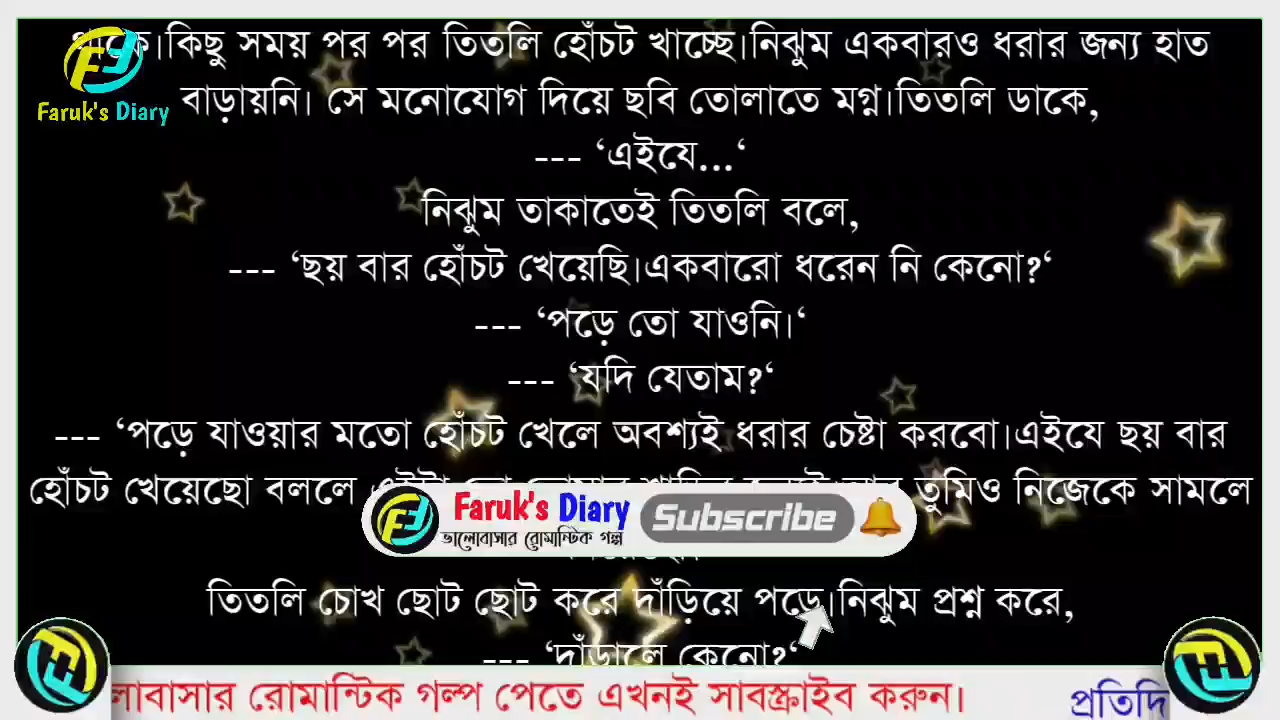 কিছু সময় পর পর তিতলি হোঁচট খাচ্ছে।নিঝুম একবারও ধরার জন্য হাত
Faruk's Diary
বাড়ায়নি। সে মনোযোগ দিয়ে ছবি তোলাতে মগ্ন।তিতলি ডাকে,
--- ‘এইযে...‘
নিঝুম তাকাতেই তিতলি বলে,
--- ‘ছয় বার হোঁচট খেয়েছি।একবারো ধরেন নি কেনো?‘
--- ‘পড়ে তো যাওনি।‘
--- ‘যদি যেতাম?‘
--- ‘পড়ে যাওয়ার মতো হোঁচট খেলে অবশ্যই ধরার চেষ্টা করবো।এইযে ছয় বার
হোঁচট খেয়েছো বললে তুমিও নিজেকে সামলে
Faruk's Diary
ভালোবাসার রোমান্টিক গল্প
Subscribe
তিতলি চোখ ছোট ছোট করে দাঁড়িয়ে পড়ে।নিঝুম প্রশ্ন করে,
--- ‘দাঁড়ালে কেনো?‘
লাবাসার রোমান্টিক গল্প পেতে এখনই সাবস্ক্রাইব করুন।
প্রতিদি